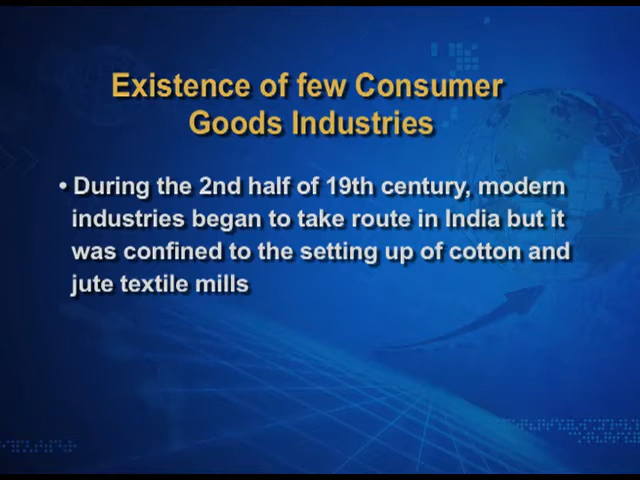 Existence of few Consumer
Goods Industries
• During the 2nd half of 19th century, modern
industries began to take route in India but it
was confined to the setting up of cotton and
jute textile mills